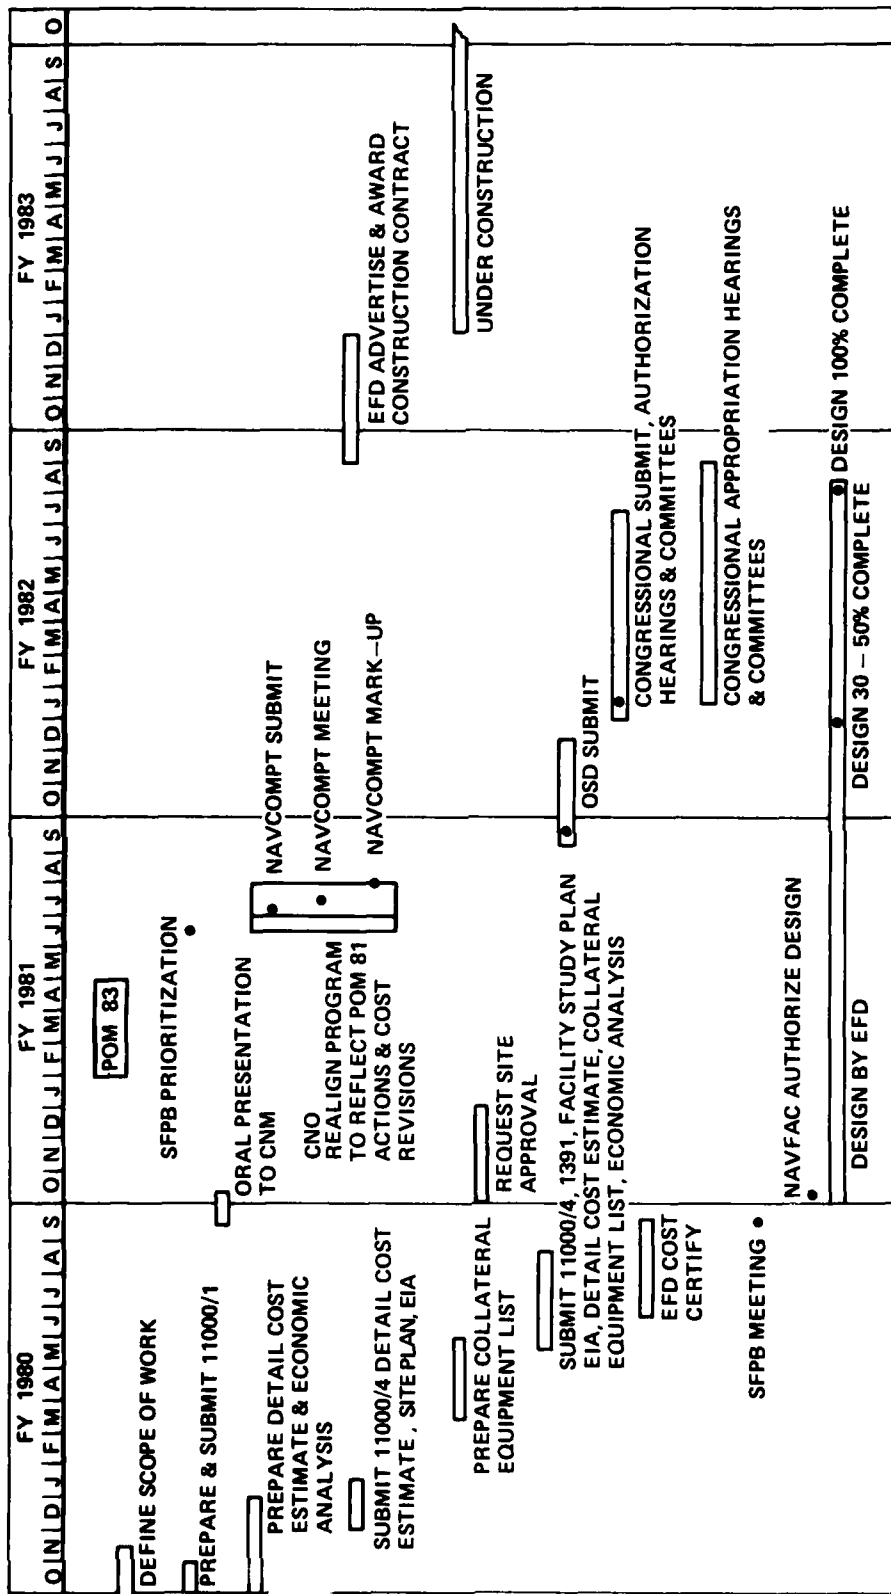 FY 1980
FY 1981
FY 1982
FY 1983
O|N|D|J|F|M|A|M|J|J|A|S
O|N|D|J|F|M|A|M|J|J|A|S
O|N|D|J|F|M|A|M|J|J|A|S
O|N|D|J|F|M|A|M|J|J|A|S
O
DEFINE SCOPE OF WORK
PREPARE & SUBMIT 11000/1
PREPARE DETAIL COST
ESTIMATE & ECONOMIC
ANALYSIS
SUBMIT 11000/4 DETAIL COST
ESTIMATE, SITE PLAN, EIA
PREPARE COLLATERAL
EQUIPMENT LIST
SUBMIT 11000/4, 1391, FACILITY STUDY PLAN
EIA, DETAIL COST ESTIMATE, COLLATERAL
EQUIPMENT LIST, ECONOMIC ANALYSIS
EFD COST
CERTIFY
SFPB MEETING
POM 83
SFPB PRIORITIZATION
ORAL PRESENTATION
TO CNM
CNO
REALIGN PROGRAM
TO REFLECT POM 81
ACTIONS & COST
REVISIONS
REQUEST SITE
APPROVAL
NAVFAC AUTHORIZE DESIGN
DESIGN BY EFD
NAVCOMPT SUBMIT
NAVCOMPT MEETING
NAVCOMPT MARK–UP
OSD SUBMIT
CONGRESSIONAL SUBMIT, AUTHORIZATION
HEARINGS & COMMITTEES
CONGRESSIONAL APPROPRIATION HEARINGS
& COMMITTEES
DESIGN 30 – 50% COMPLETE
DESIGN 100% COMPLETE
EFD ADVERTISE & AWARD
CONSTRUCTION CONTRACT
UNDER CONSTRUCTION